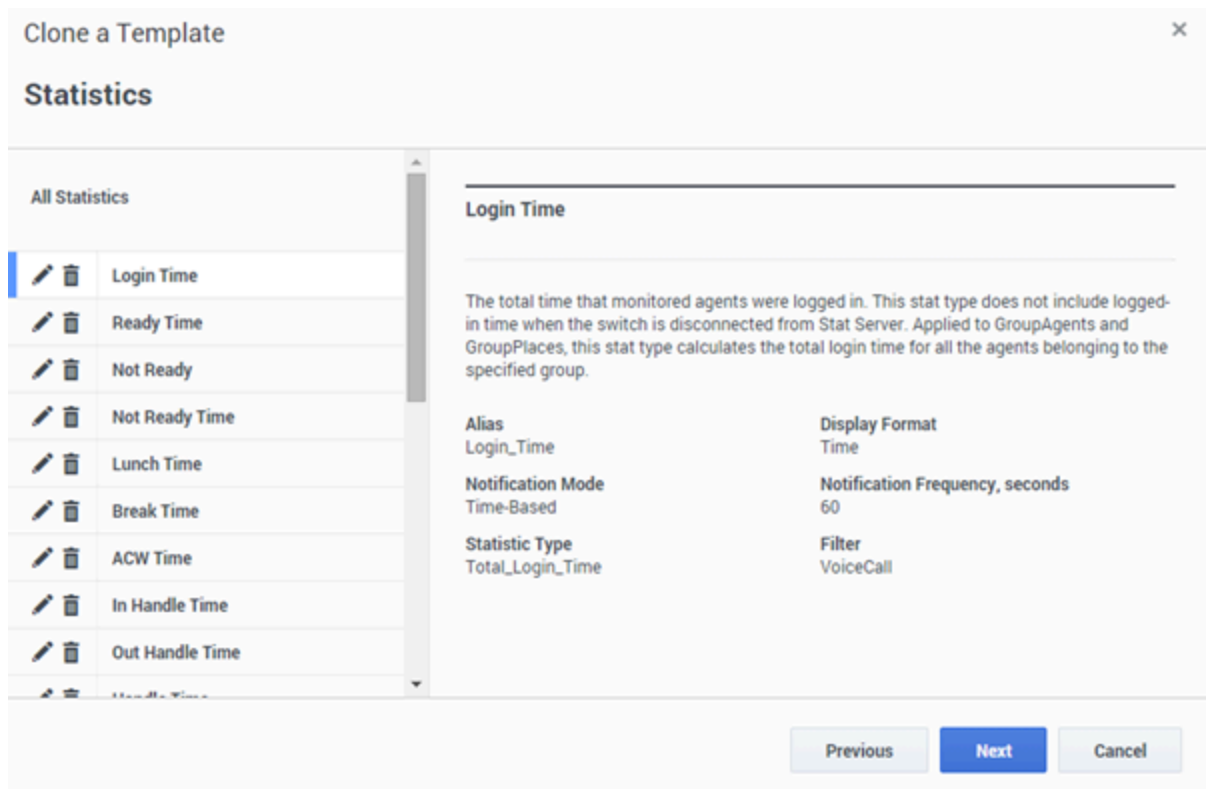 Clone a Template
×
Statistics
All Statistics
Login Time
Ready Time
Not Ready
Not Ready Time
Lunch Time
Break Time
ACW Time
In Handle Time
Out Handle Time
Handle Time
Login Time
The total time that monitored agents were logged in. This stat type does not include logged-
in time when the switch is disconnected from Stat Server. Applied to GroupAgents and
GroupPlaces, this stat type calculates the total login time for all the agents belonging to the
specified group.
Alias
Login_Time
Display Format
Time
Notification Mode
Time-Based
Notification Frequency, seconds
60
Statistic Type
Total_Login_Time
Filter
VoiceCall
Previous
Next
Cancel